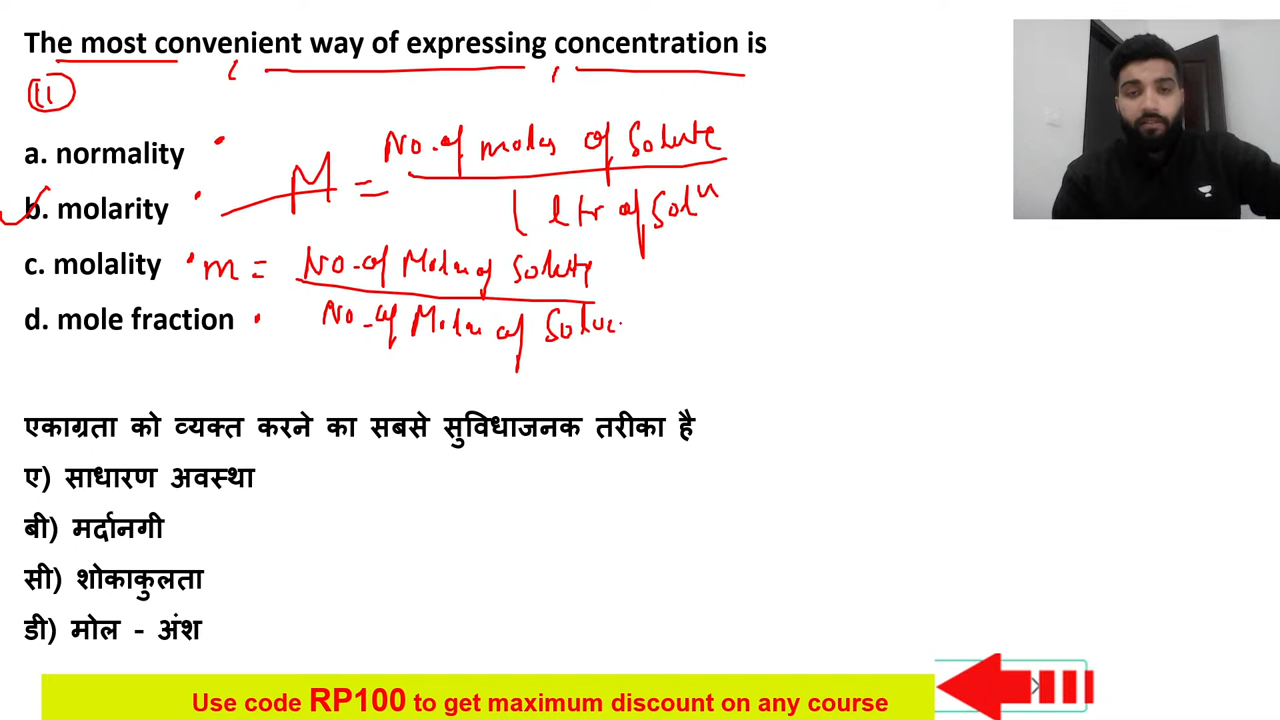 The most convenient way of expressing concentration is
11
a. normality
No. of moles of Solute
M =
b. molarity
1 ltr of Solⁿ
c. molality
m = No. of Moles of Solute
d. mole fraction
No. of Moles of
एकाग्रता को व्यक्त करने का सबसे सुविधाजनक तरीका है
ए) साधारण अवस्था
बी) मर्दानगी
सी) शोकाकुलता
डी) मोल - अंश
Use code RP100 to get maximum discount on any course